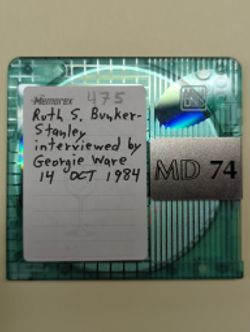 Memorex 475
Ruth S. Bunker-
Stanley
interviewed by
Georgie Ware
14 OCT 1984
MD 74